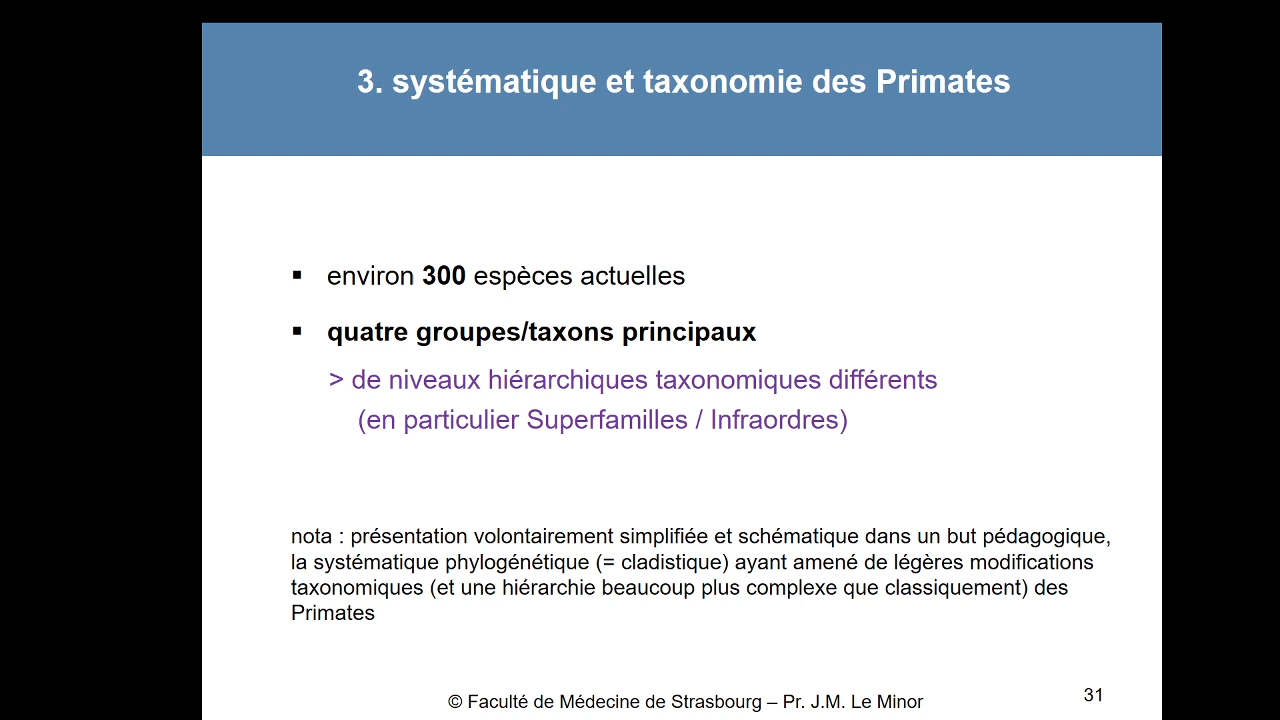 3. systématique et taxonomie des Primates
▪ environ 300 espèces actuelles
▪ quatre groupes/taxons principaux
> de niveaux hiérarchiques taxonomiques différents
(en particulier Superfamilles / Infraordres)
nota : présentation volontairement simplifiée et schématique dans un but pédagogique,
la systématique phylogénétique (= cladistique) ayant amené de légères modifications
taxonomiques (et une hiérarchie beaucoup plus complexe que classiquement) des
Primates
© Faculté de Médecine de Strasbourg – Pr. J.M. Le Minor
31